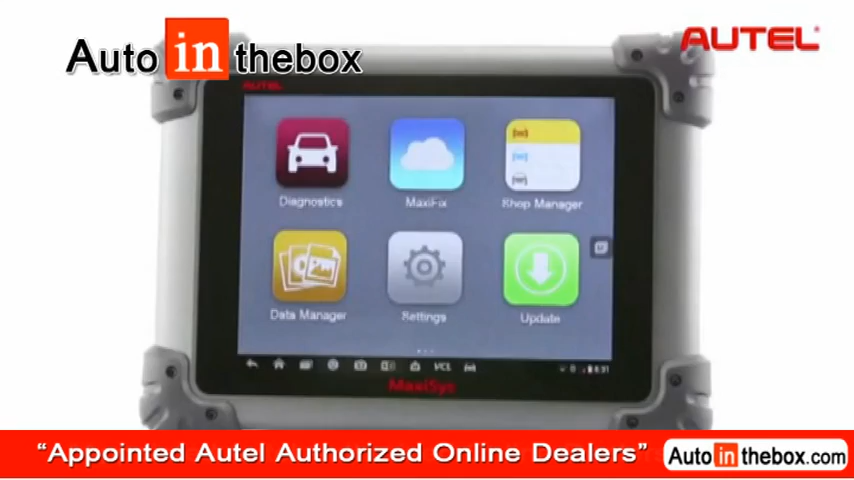 Auto in thebox
AUTEL
AUTEL
Diagnostics
MaxiFix
Shop Manager
Data Manager
Settings
Update
VCI
MaxiSys
“Appointed Autel Authorized Online Dealers”
Auto in thebox.com